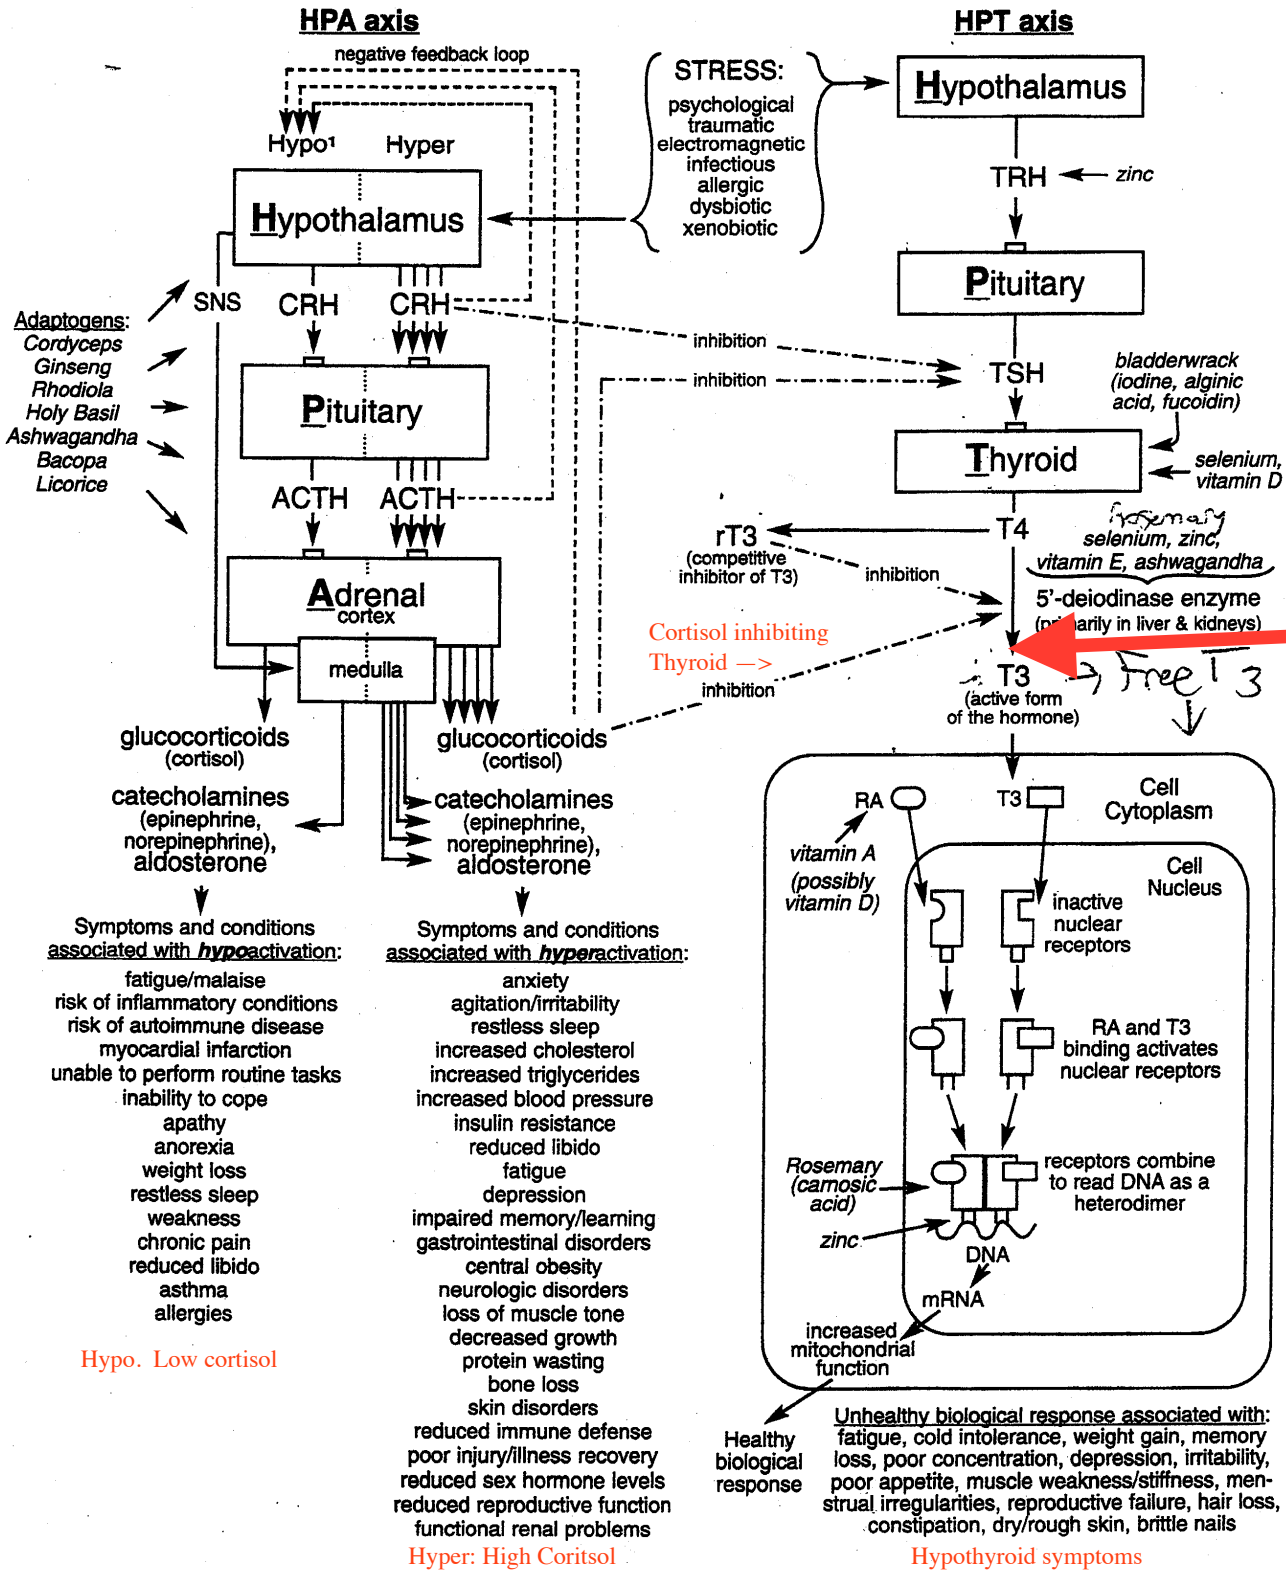 HPA axis
negative feedback loop
Hypo¹ Hyper
Hypothalamus
SNS
CRH
CRH
Adaptogens:
Cordyceps
Ginseng
Rhodiola
Holy Basil
Ashwagandha
Bacopa
Licorice
Pituitary
ACTH
ACTH
Adrenal
cortex
medulla
glucocorticoids
(cortisol)
catecholamines
(epinephrine,
norepinephrine),
aldosterone
glucocorticoids
(cortisol)
catecholamines
(epinephrine,
norepinephrine),
aldosterone
Symptoms and conditions
associated with hypoactivation:
fatigue/malaise
risk of inflammatory conditions
risk of autoimmune disease
myocardial infarction
unable to perform routine tasks
inability to cope
apathy
anorexia
weight loss
restless sleep
weakness
chronic pain
reduced libido
asthma
allergies
Hypo. Low cortisol
Symptoms and conditions
associated with hyperactivation:
anxiety
agitation/irritability
restless sleep
increased cholesterol
increased triglycerides
increased blood pressure
insulin resistance
reduced libido
fatigue
depression
impaired memory/learning
gastrointestinal disorders
central obesity
neurologic disorders
loss of muscle tone
decreased growth
protein wasting
bone loss
skin disorders
reduced immune defense
poor injury/illness recovery
reduced sex hormone levels
reduced reproductive function
functional renal problems
Hyper: High Coritsol
STRESS:
psychological
traumatic
electromagnetic
infectious
allergic
dysbiotic
xenobiotic
HPT axis
Hypothalamus
TRH
zinc
Pituitary
inhibition
inhibition
TSH
bladderwrack
(iodine, alginic
acid, fucoidin)
Thyroid
selenium,
vitamin D
rT3
(competitive
inhibitor of T3)
T4
Rosemary
selenium, zinc,
vitamin E, ashwagandha
inhibition
5'-deiodinase enzyme
(primarily in liver & kidneys)
Cortisol inhibiting
Thyroid —>
inhibition
T3
(active form
of the hormone)
Free T3
Cell
Cytoplasm
RA
T3
vitamin A
(possibly
vitamin D)
Cell
Nucleus
inactive
nuclear
receptors
RA and T3
binding activates
nuclear receptors
Rosemary
(carnosic
acid)
receptors combine
to read DNA as a
heterodimer
zinc
DNA
mRNA
increased
mitochondrial
function
Healthy
biological
response
Unhealthy biological response associated with:
fatigue, cold intolerance, weight gain, memory
loss, poor concentration, depression, irritability,
poor appetite, muscle weakness/stiffness, men-
strual irregularities, reproductive failure, hair loss,
constipation, dry/rough skin, brittle nails
Hypothyroid symptoms